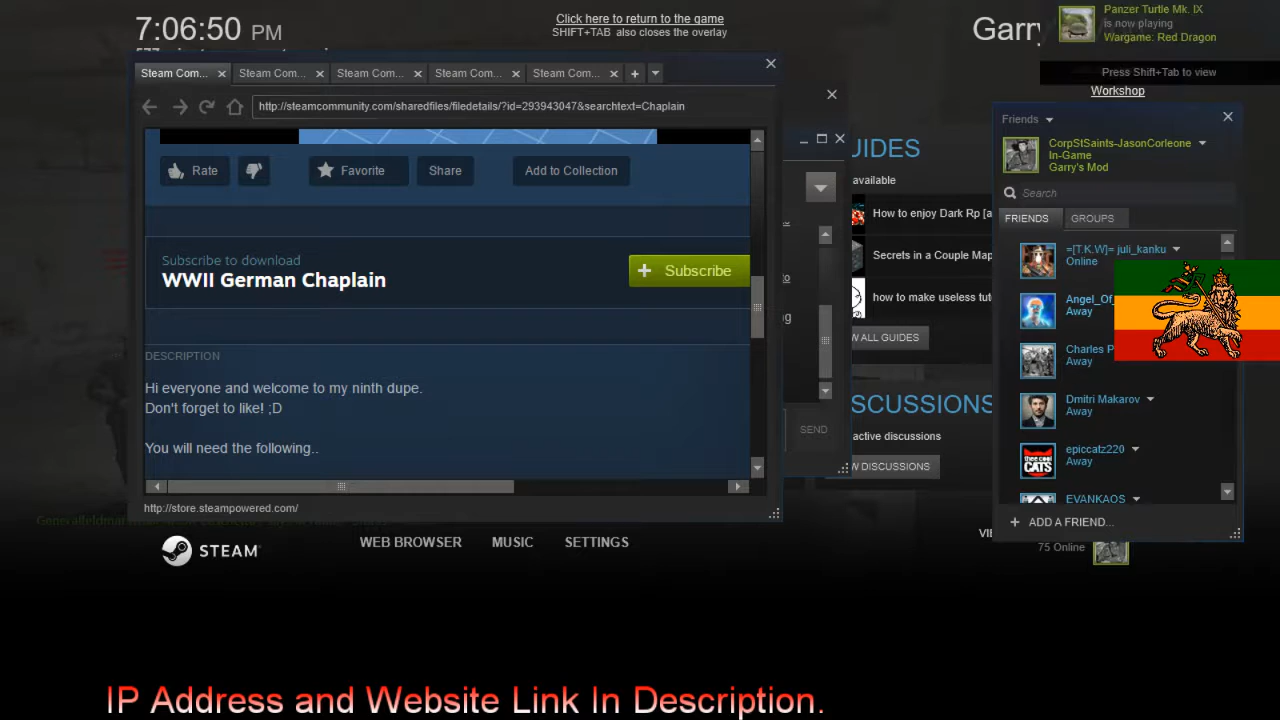 7:06:50 PM
Click here to return to the game
SHIFT+TAB also closes the overlay
Garry
Panzer Turtle Mk. IX
is now playing
Wargame: Red Dragon
Press Shift+Tab to view
Workshop
Steam Com...
Steam Com...
Steam Com...
Steam Com...
Steam Com...
http://steamcommunity.com/sharedfiles/filedetails/?id=293943047&searchtext=Chaplain
Rate
Favorite
Share
Add to Collection
Subscribe to download
WWII German Chaplain
Subscribe
DESCRIPTION
Hi everyone and welcome to my ninth dupe.
Don't forget to like! ;D
You will need the following..
http://store.steampowered.com/
SEND
UIDES
available
How to enjoy Dark Rp [a
Secrets in a Couple Map
how to make useless tut
W ALL GUIDES
SCUSSIONS
active discussions
W DISCUSSIONS
Friends
CorpStSaints-JasonCorleone
In-Game
Garry's Mod
Search
FRIENDS
GROUPS
=[T.K.W]= juli_kanku
Online
Angel_Of_
Away
Charles P
Away
Dmitri Makarov
Away
epiccatz220
Away
EVANKAOS
ADD A FRIEND...
VIE
75 Online
STEAM
WEB BROWSER
MUSIC
SETTINGS
IP Address and Website Link In Description.